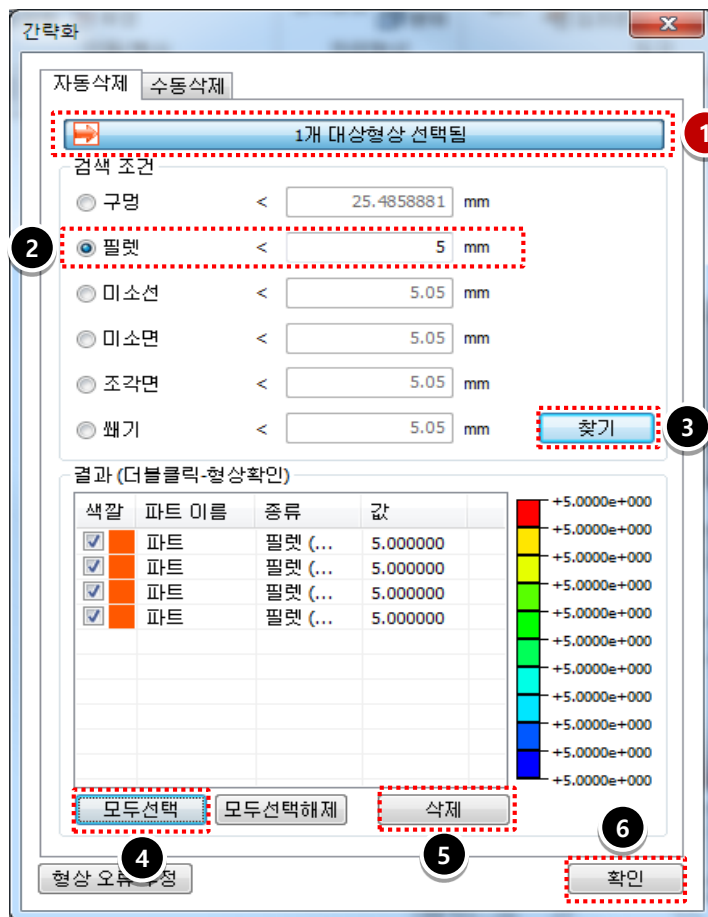 간략화
자동삭제 수동삭제
1개 대상형상 선택됨
1
검색 조건
구멍 < 25.4858881 mm
2 필렛 < 5 mm
미소선 < 5.05 mm
미소면 < 5.05 mm
조각면 < 5.05 mm
쐐기 < 5.05 mm
찾기 3
결과 (더블클릭-형상확인)
색깔 파트 이름 종류 값
파트 필렛 (... 5.000000
파트 필렛 (... 5.000000
파트 필렛 (... 5.000000
파트 필렛 (... 5.000000
+5.0000e+000
+5.0000e+000
+5.0000e+000
+5.0000e+000
+5.0000e+000
+5.0000e+000
+5.0000e+000
+5.0000e+000
+5.0000e+000
+5.0000e+000
+5.0000e+000
모두선택 모두선택해제 삭제
4 5 6
형상 확인